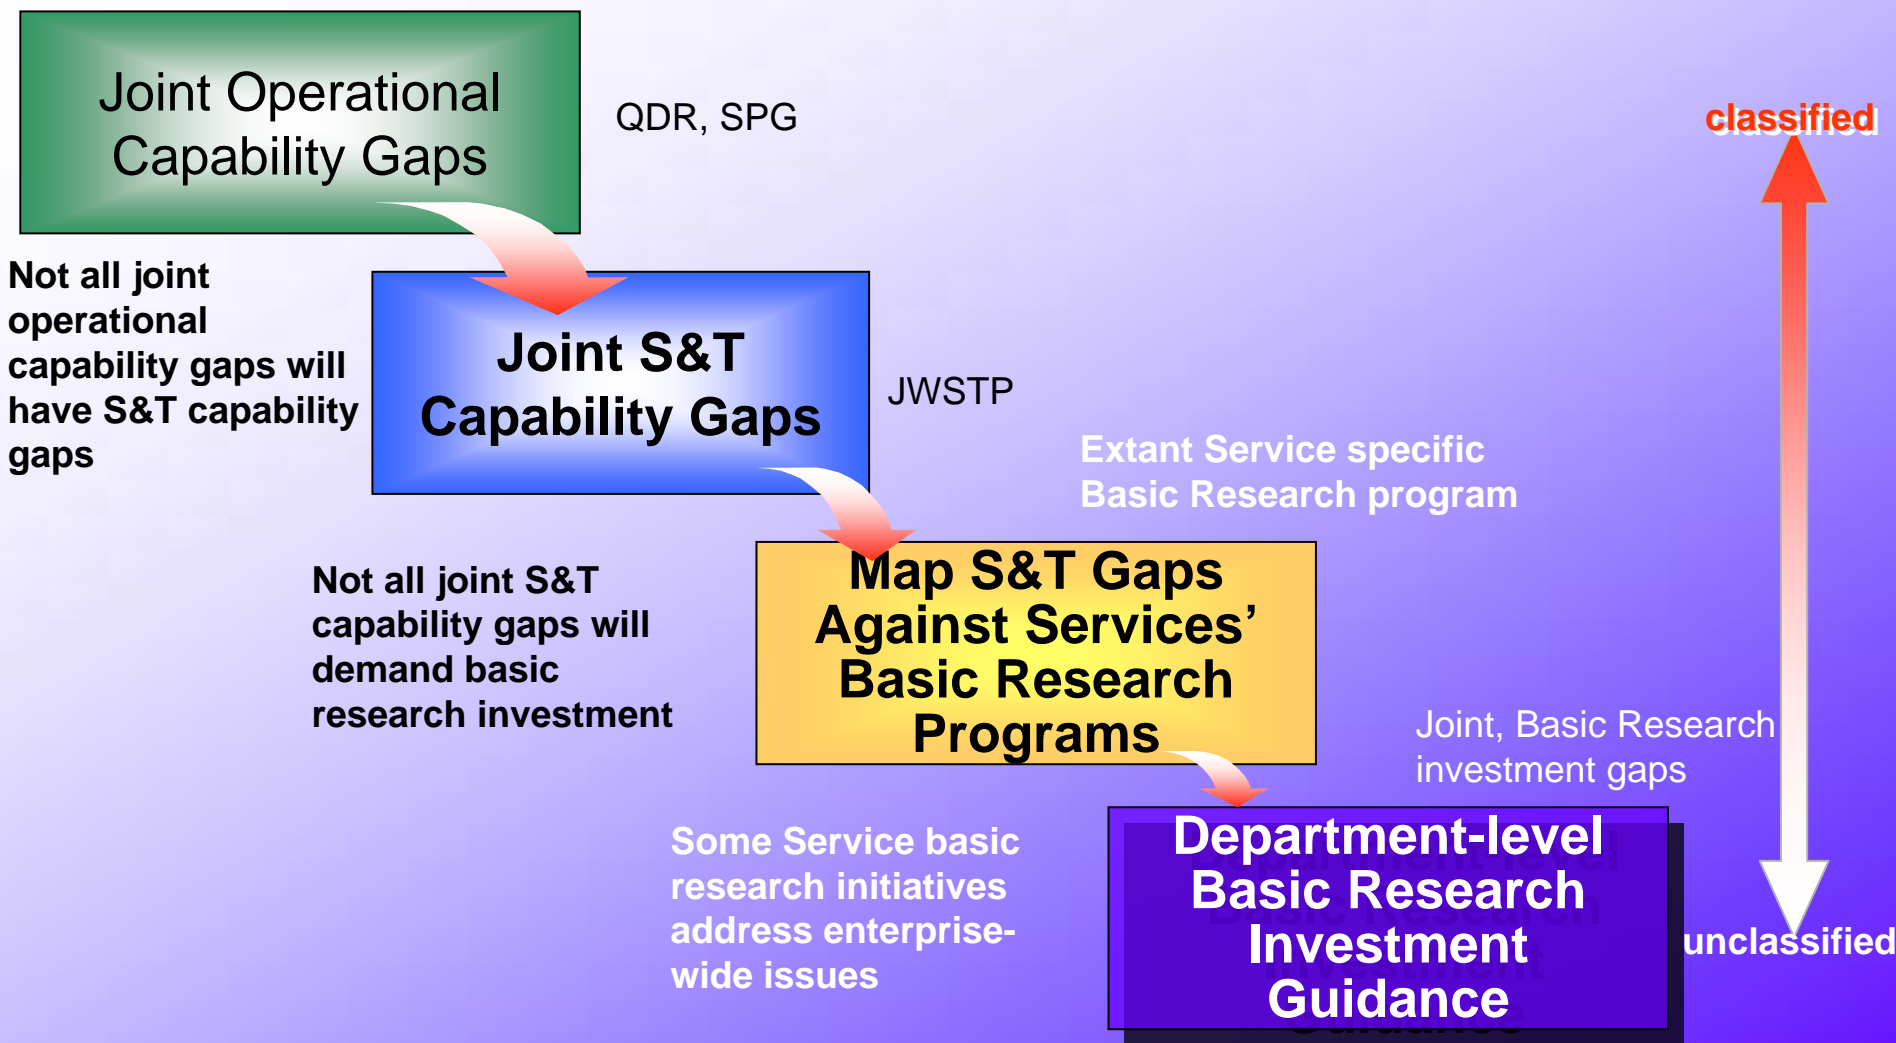 Joint Operational
Capability Gaps
QDR, SPG
classified
Not all joint
operational
capability gaps will
have S&T capability
gaps
Joint S&T
Capability Gaps
JWSTP
Extant Service specific
Basic Research program
Not all joint S&T
capability gaps will
demand basic
research investment
Map S&T Gaps
Against Services’
Basic Research
Programs
Joint, Basic Research
investment gaps
Some Service basic
research initiatives
address enterprise-
wide issues
Department-level
Basic Research
Investment
Guidance
unclassified